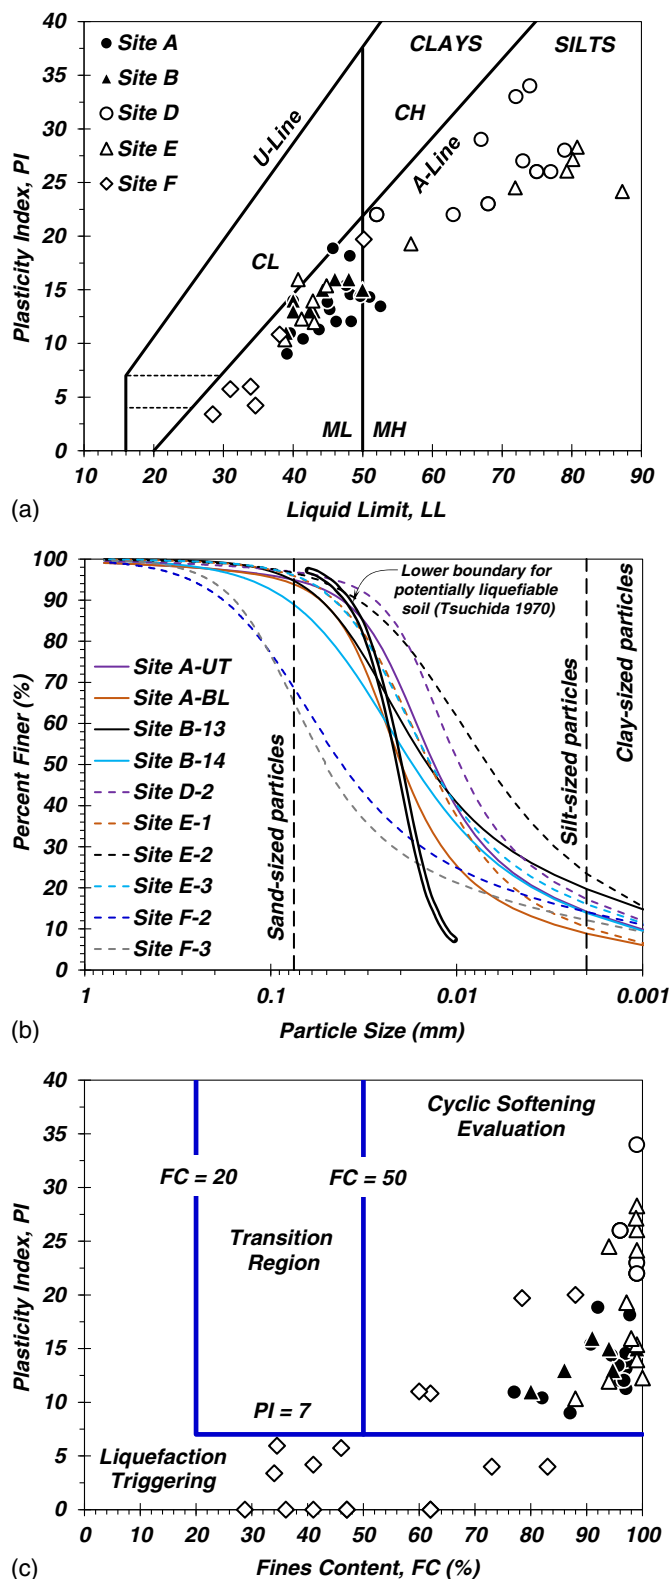 40
35
30
25
20
15
10
5
0
Plasticity Index, PI
Site A
Site B
Site D
Site E
Site F
U-Line
A-Line
CLAYS
SILTS
CH
CL
ML
MH
10
20
30
40
50
60
70
80
90
(a)
Liquid Limit, LL
100
90
80
70
60
50
40
30
20
10
0
Percent Finer (%)
Lower boundary for
potentially liquefiable
soil (Tsuchida 1970)
Site A-UT
Site A-BL
Site B-13
Site B-14
Site D-2
Site E-1
Site E-2
Site E-3
Site F-2
Site F-3
Sand-sized particles
Silt-sized particles
Clay-sized particles
1
0.1
0.01
0.001
(b)
Particle Size (mm)
40
35
30
25
20
15
10
5
0
Plasticity Index, PI
Cyclic Softening
Evaluation
FC = 20
FC = 50
Transition
Region
PI = 7
Liquefaction
Triggering
0
10
20
30
40
50
60
70
80
90
100
(c)
Fines Content, FC (%)